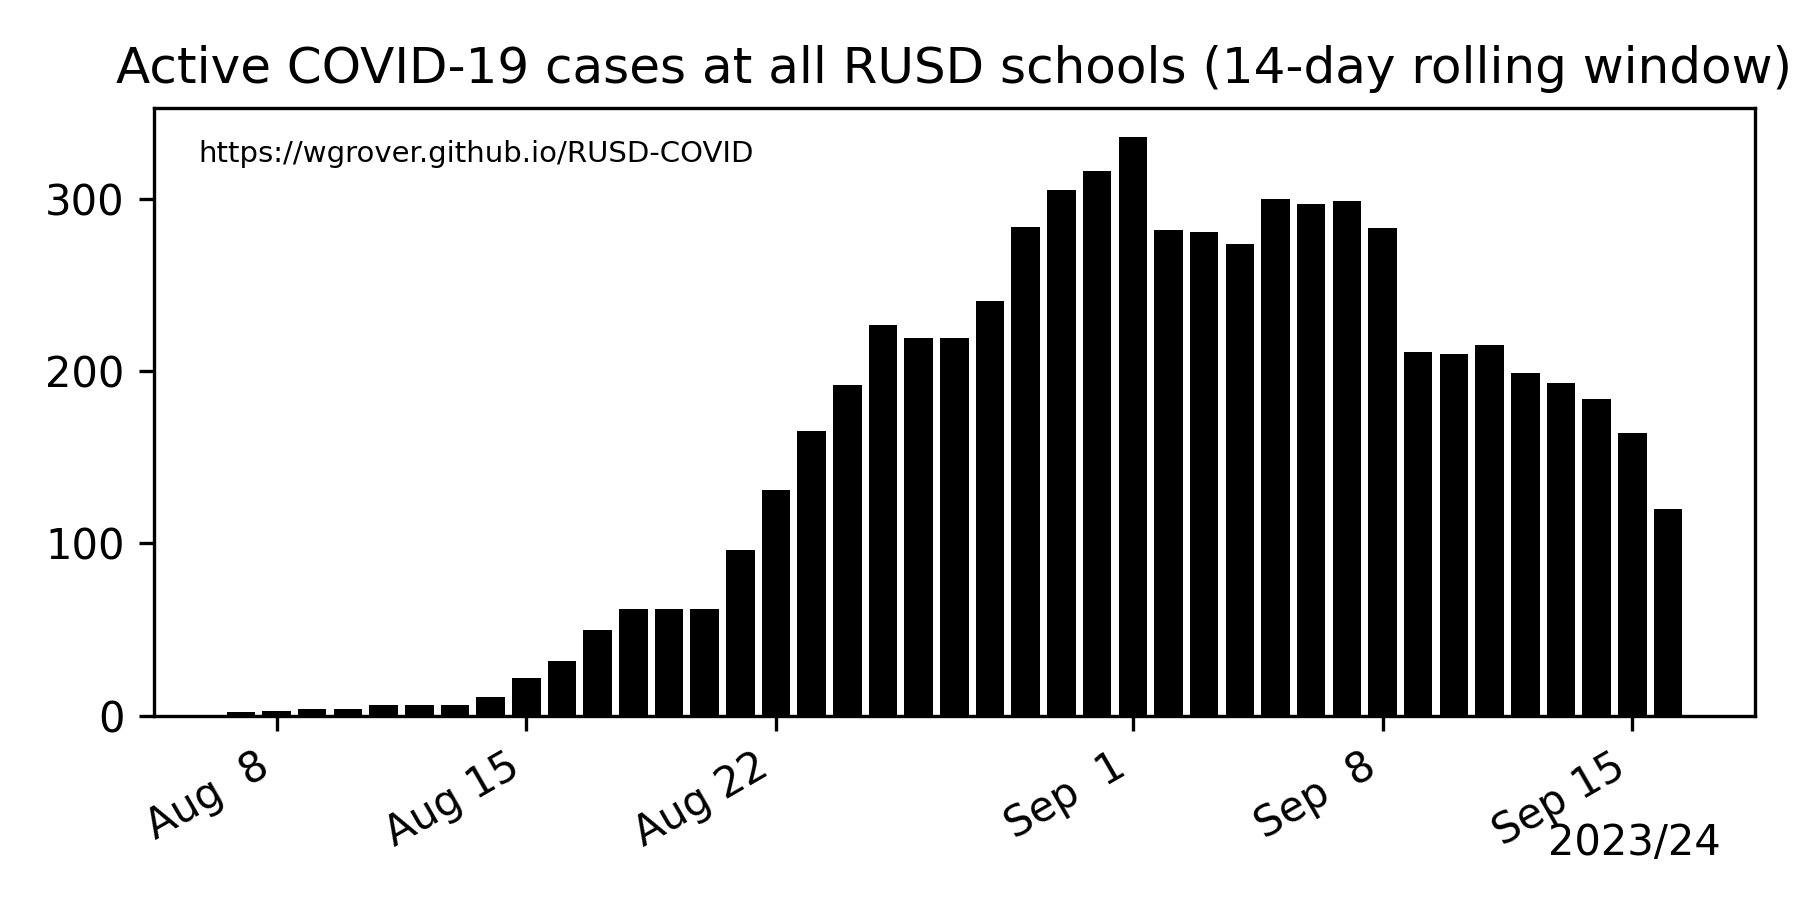 Active COVID-19 cases at all RUSD schools (14-day rolling window)
https://wgrover.github.io/RUSD-COVID
300
200
100
0
Aug 8
Aug 15
Aug 22
Sep 1
Sep 8
Sep 15
2023/24